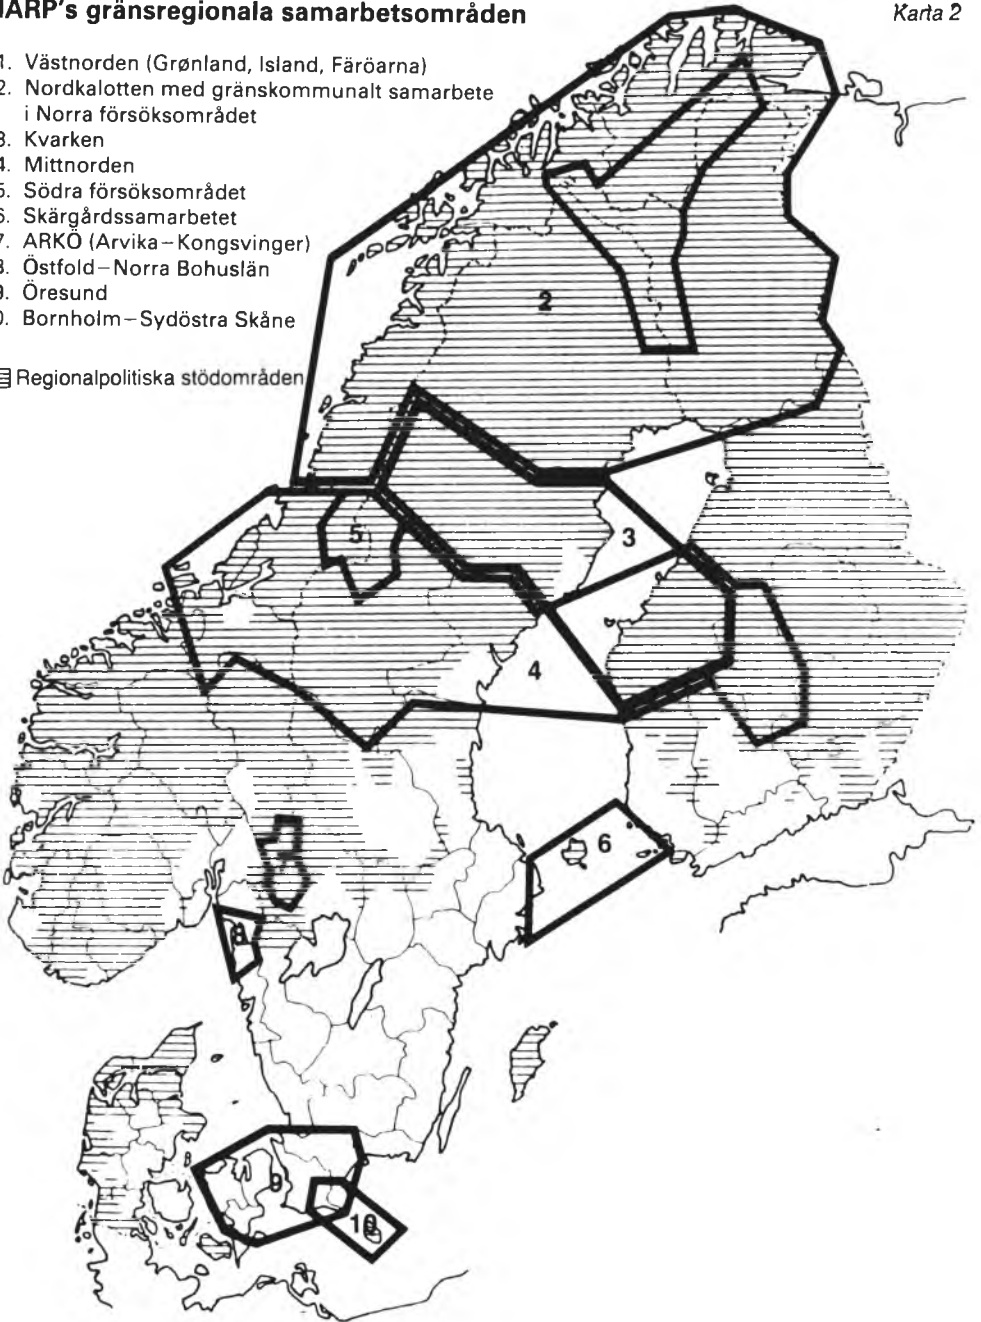 NARP's gränsregionala samarbetsområden
Karta 2
1. Västnorden (Grønland, Island, Färöarna)
2. Nordkalotten med gränskommunalt samarbete
i Norra försöksområdet
3. Kvarken
4. Mittnorden
5. Södra försöksområdet
6. Skärgårdssamarbetet
7. ARKÖ (Arvika–Kongsvinger)
8. Östfold–Norra Bohuslän
9. Öresund
0. Bornholm–Sydöstra Skåne
Regionalpolitiska stödområden
2
3
5
4
6
8
9
10